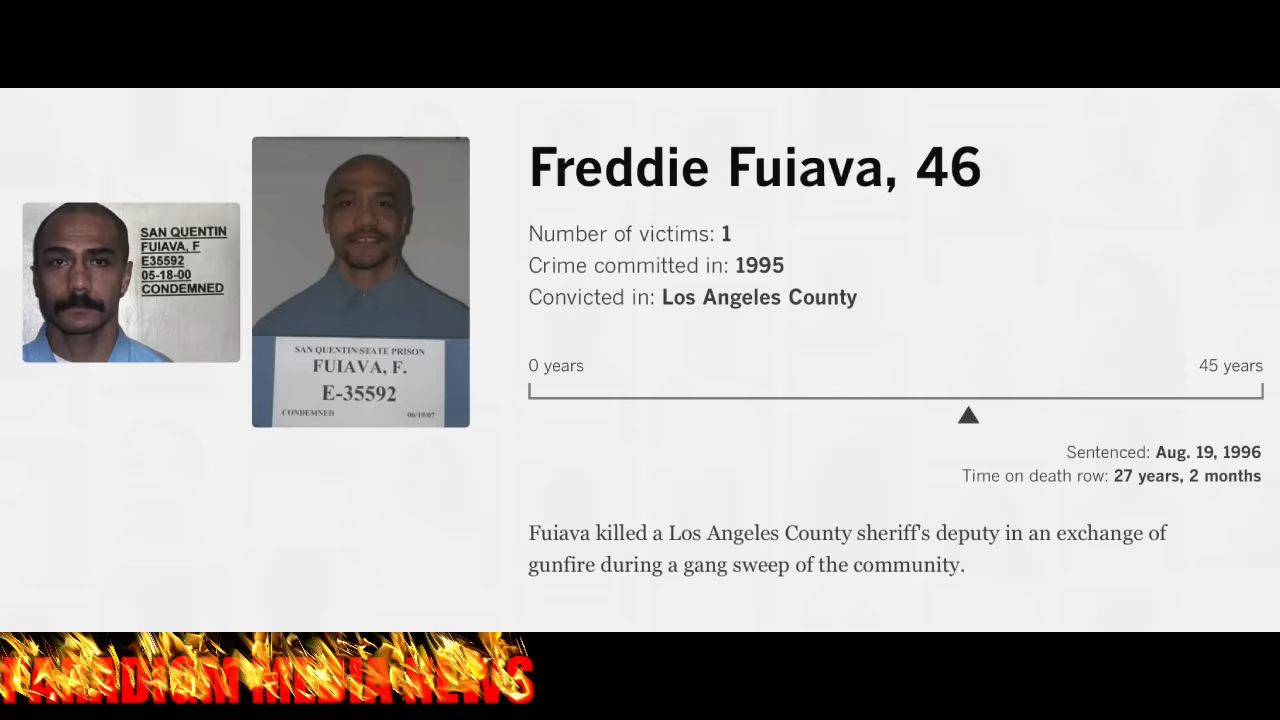 SAN QUENTIN
FUIAVA, F
E35592
05-18-00
CONDEMNED
SAN QUENTIN STATE PRISON
FUIAVA, F.
E-35592
CONDEMNED 06/19/07
Freddie Fuiava, 46
Number of victims: 1
Crime committed in: 1995
Convicted in: Los Angeles County
0 years 45 years
Sentenced: Aug. 19, 1996
Time on death row: 27 years, 2 months
Fuiava killed a Los Angeles County sheriff's deputy in an exchange of
gunfire during a gang sweep of the community.
PARADIGM MEDIA NEWS